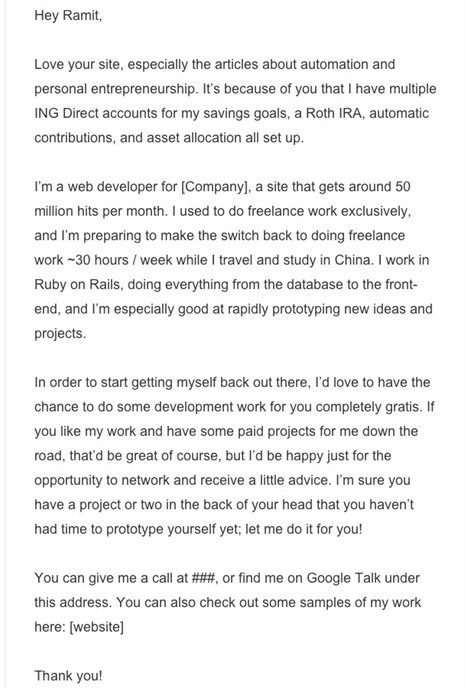 Hey Ramit,
Love your site, especially the articles about automation and
personal entrepreneurship. It's because of you that I have multiple
ING Direct accounts for my savings goals, a Roth IRA, automatic
contributions, and asset allocation all set up.
I'm a web developer for [Company], a site that gets around 50
million hits per month. I used to do freelance work exclusively,
and I'm preparing to make the switch back to doing freelance
work ~30 hours / week while I travel and study in China. I work in
Ruby on Rails, doing everything from the database to the front-
end, and I'm especially good at rapidly prototyping new ideas and
projects.
In order to start getting myself back out there, I'd love to have the
chance to do some development work for you completely gratis. If
you like my work and have some paid projects for me down the
road, that'd be great of course, but I'd be happy just for the
opportunity to network and receive a little advice. I'm sure you
have a project or two in the back of your head that you haven't
had time to prototype yourself yet; let me do it for you!
You can give me a call at ###, or find me on Google Talk under
this address. You can also check out some samples of my work
here: [website]
Thank you!